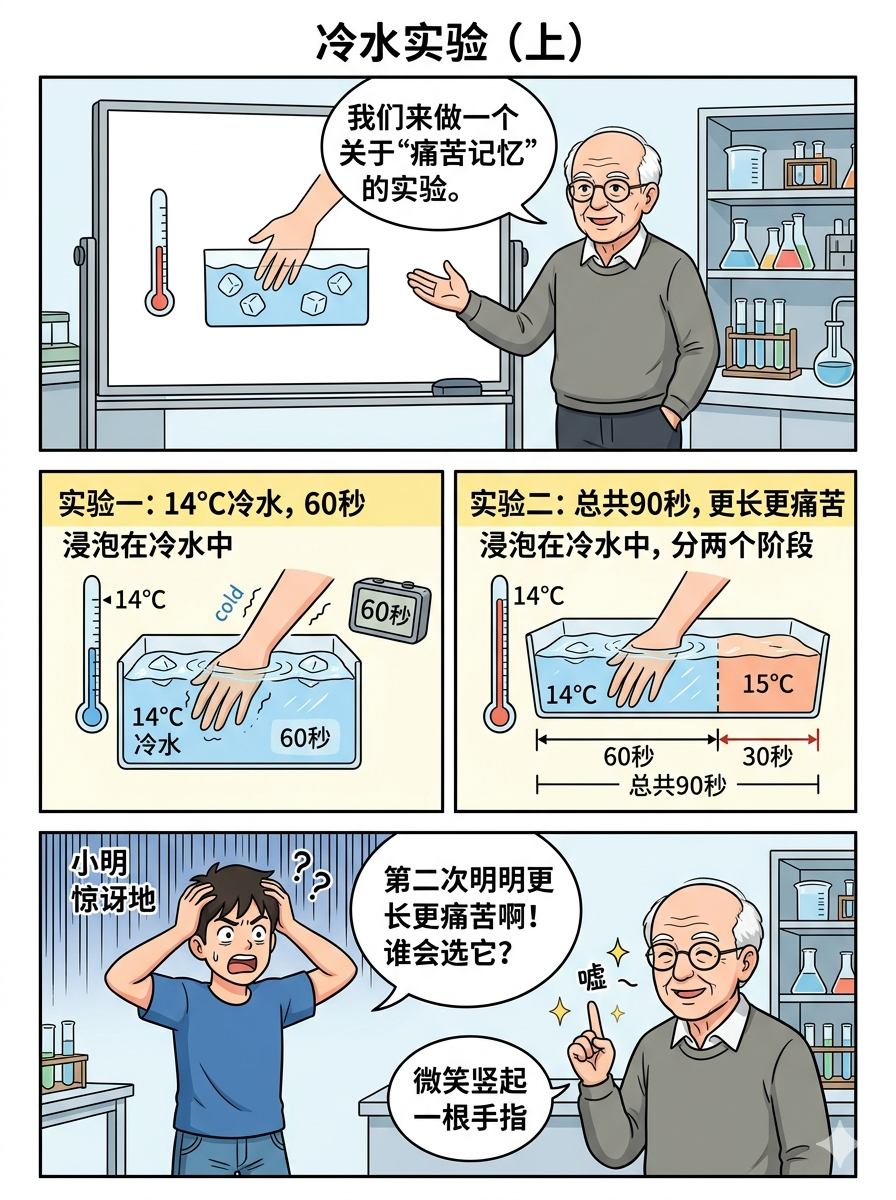 冷水实验（上）
我们来做一个
关于“痛苦记忆”
的实验。
实验一：14℃冷水，60秒
浸泡在冷水中
14℃
cold
60秒
14℃
冷水
60秒
实验二：总共90秒，更长更痛苦
浸泡在冷水中，分两个阶段
14℃
14℃
15℃
60秒
30秒
总共90秒
小明
惊讶地
??
第二次明明更
长更痛苦啊！
谁会选它？
嘘～
微笑竖起
一根手指